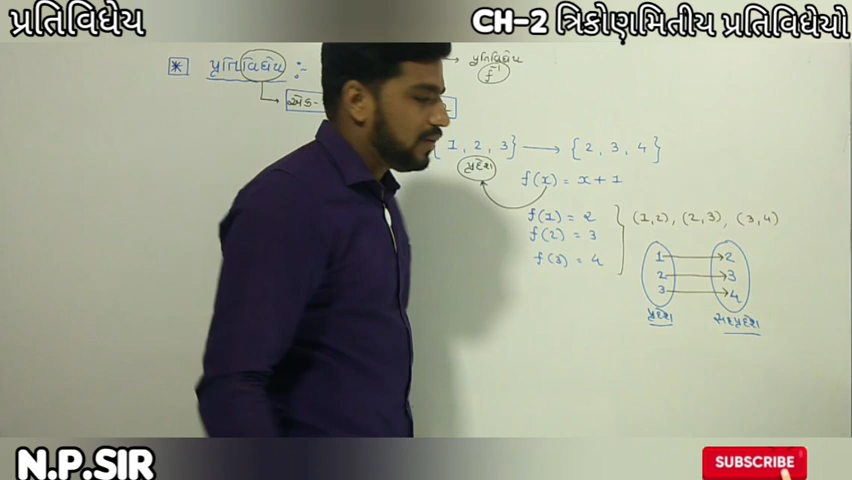 પ્રતિવિધેય
CH-2 ત્રિકોણમિતીય પ્રતિવિધેયો
* પ્રતિવિધેય :-
→ પ્રતિવિધેય
f⁻¹
એક-
1, 2, 3} → {2, 3, 4}
પ્રદેશ
f(x) = x + 1
f(1) = 2
f(2) = 3
f(3) = 4
(1,2), (2,3), (3,4)
1 → 2
2 → 3
3 → 4
પ્રદેશ
સહપ્રદેશ
N.P.SIR
SUBSCRIBE